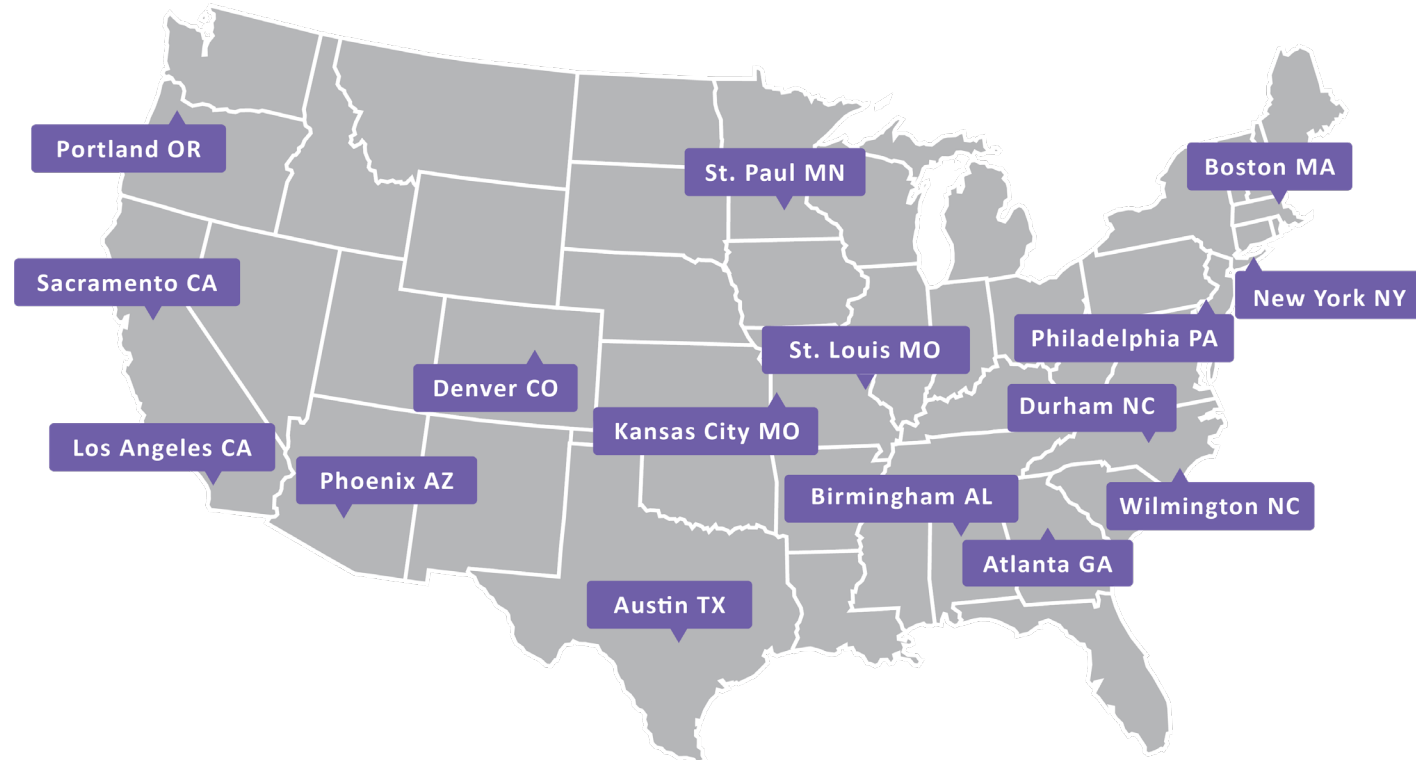 Portland OR
St. Paul MN
Boston MA
Sacramento CA
New York NY
Philadelphia PA
St. Louis MO
Denver CO
Durham NC
Kansas City MO
Los Angeles CA
Phoenix AZ
Birmingham AL
Wilmington NC
Atlanta GA
Austin TX